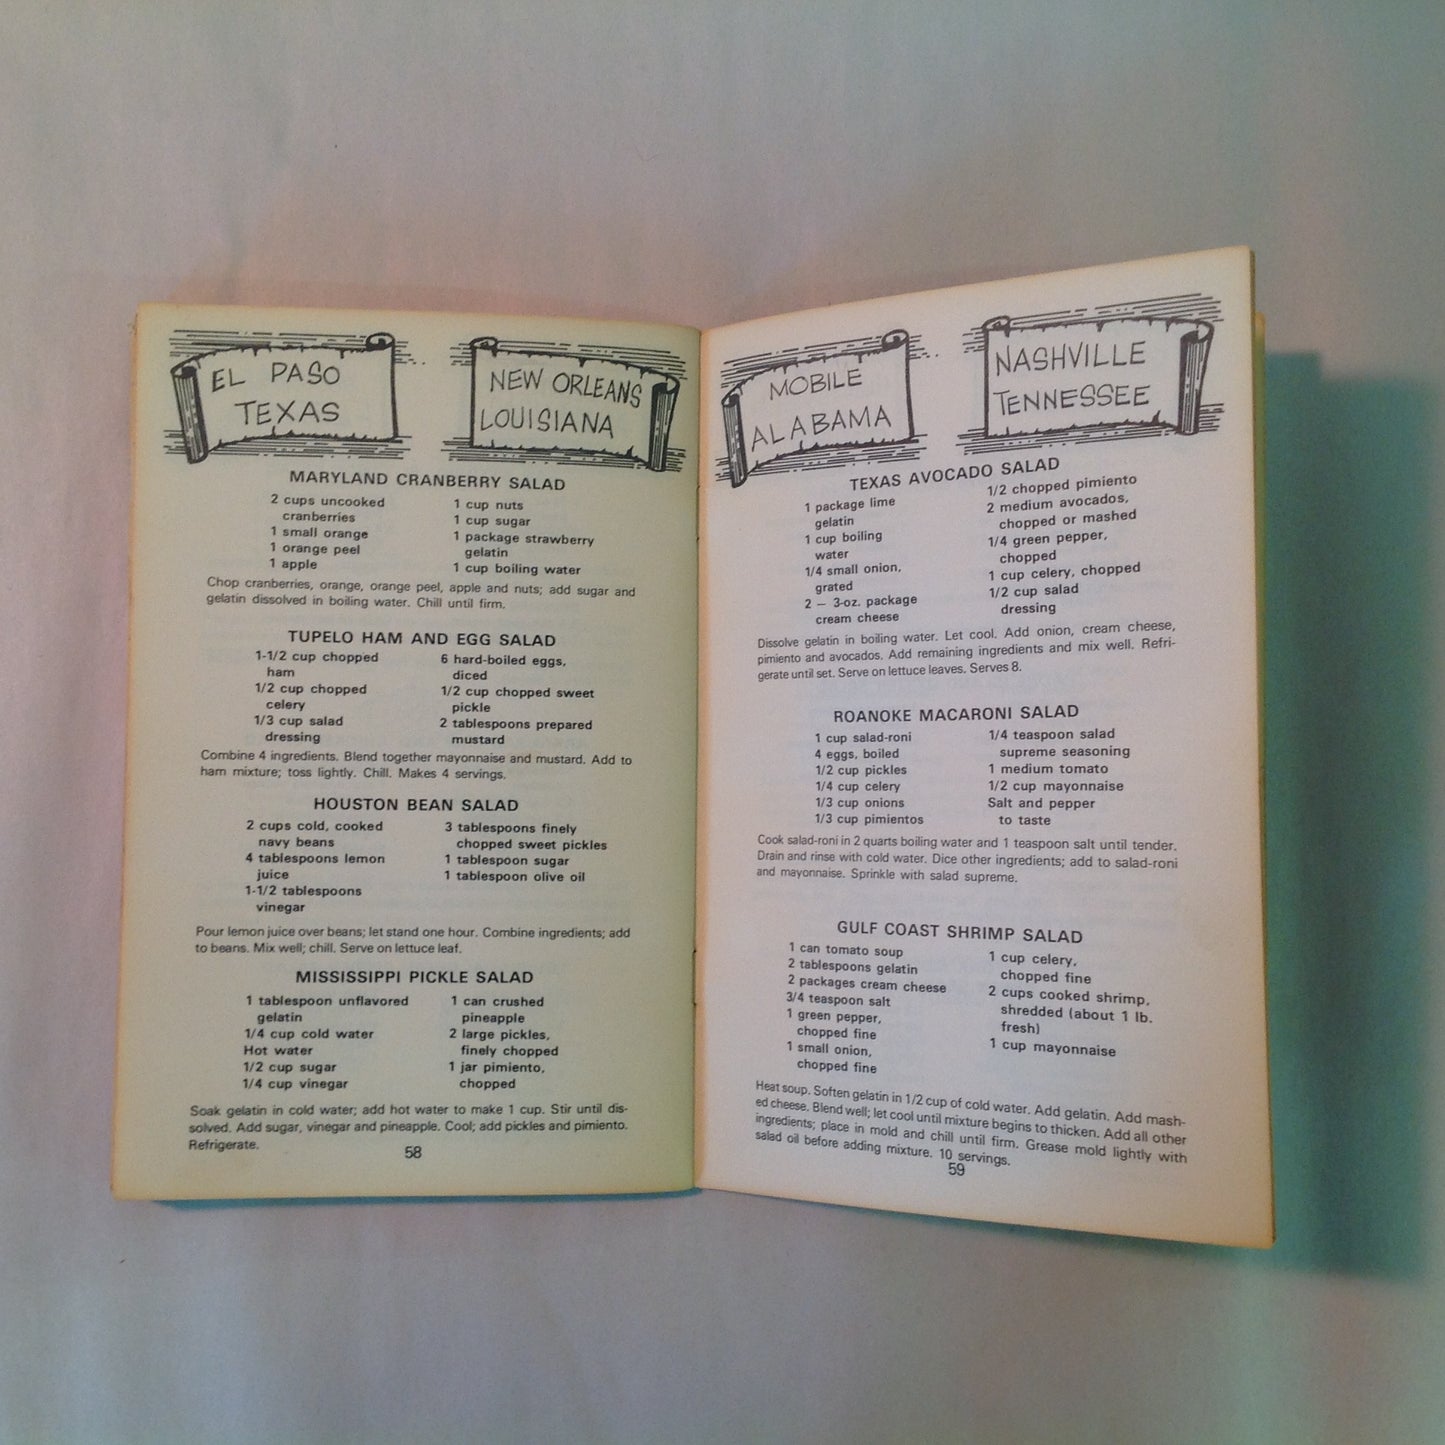 EL PASO
TEXAS
NEW ORLEANS
LOUISIANA
MARYLAND CRANBERRY SALAD
2 cups uncooked
cranberries
1 small orange
1 orange peel
1 apple
1 cup nuts
1 cup sugar
1 package strawberry
gelatin
1 cup boiling water
Chop cranberries, orange, orange peel, apple and nuts; add sugar and
gelatin dissolved in boiling water. Chill until firm.
TUPELO HAM AND EGG SALAD
1-1/2 cup chopped
ham
1/2 cup chopped
celery
1/3 cup salad
dressing
6 hard-boiled eggs,
diced
1/2 cup chopped sweet
pickle
2 tablespoons prepared
mustard
Combine 4 ingredients. Blend together mayonnaise and mustard. Add to
ham mixture; toss lightly. Chill. Makes 4 servings.
HOUSTON BEAN SALAD
2 cups cold, cooked
navy beans
4 tablespoons lemon
juice
1-1/2 tablespoons
vinegar
3 tablespoons finely
chopped sweet pickles
1 tablespoon sugar
1 tablespoon olive oil
Pour lemon juice over beans; let stand one hour. Combine ingredients; add
to beans. Mix well; chill. Serve on lettuce leaf.
MISSISSIPPI PICKLE SALAD
1 tablespoon unflavored
gelatin
1/4 cup cold water
Hot water
1/2 cup sugar
1/4 cup vinegar
1 can crushed
pineapple
2 large pickles,
finely chopped
1 jar pimiento,
chopped
Soak gelatin in cold water; add hot water to make 1 cup. Stir until dis-
solved. Add sugar, vinegar and pineapple. Cool; add pickles and pimiento.
Refrigerate.
58
MOBILE
ALABAMA
NASHVILLE
TENNESSEE
TEXAS AVOCADO SALAD
1 package lime
gelatin
1 cup boiling
water
1/4 small onion,
grated
2 — 3-oz. package
cream cheese
1/2 chopped pimiento
2 medium avocados,
chopped or mashed
1/4 green pepper,
chopped
1 cup celery, chopped
1/2 cup salad
dressing
Dissolve gelatin in boiling water. Let cool. Add onion, cream cheese,
pimiento and avocados. Add remaining ingredients and mix well. Refri-
gerate until set. Serve on lettuce leaves. Serves 8.
ROANOKE MACARONI SALAD
1 cup salad-roni
4 eggs, boiled
1/2 cup pickles
1/4 cup celery
1/3 cup onions
1/3 cup pimientos
1/4 teaspoon salad
supreme seasoning
1 medium tomato
1/2 cup mayonnaise
Salt and pepper
to taste
Cook salad-roni in 2 quarts boiling water and 1 teaspoon salt until tender.
Drain and rinse with cold water. Dice other ingredients; add to salad-roni
and mayonnaise. Sprinkle with salad supreme.
GULF COAST SHRIMP SALAD
1 can tomato soup
2 tablespoons gelatin
2 packages cream cheese
3/4 teaspoon salt
1 green pepper,
chopped fine
1 small onion,
chopped fine
1 cup celery,
chopped fine
2 cups cooked shrimp,
shredded (about 1 lb.
fresh)
1 cup mayonnaise
Heat soup. Soften gelatin in 1/2 cup of cold water. Add gelatin. Add mash-
ed cheese. Blend well; let cool until mixture begins to thicken. Add all other
ingredients; place in mold and chill until firm. Grease mold lightly with
salad oil before adding mixture. 10 servings.
59